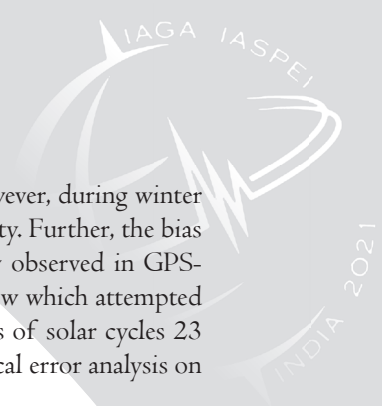 IAGA IASPEI
INDIA 2021
vever, during winter
ty. Further, the bias
observed in GPS-
w which attempted
s of solar cycles 23
cal error analysis on